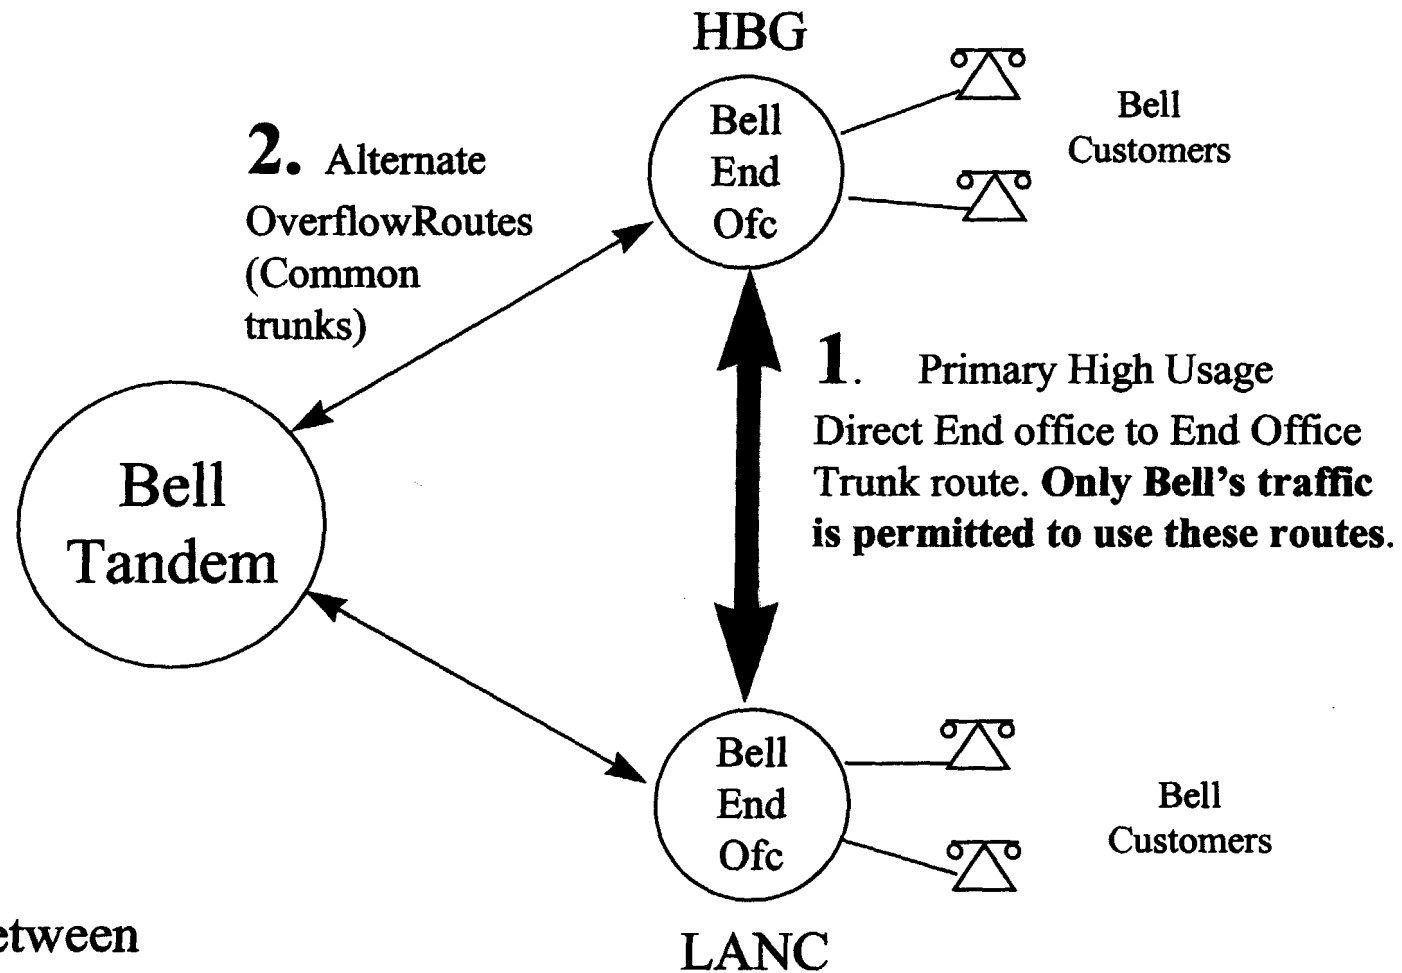 HBG
Bell
End
Ofc
Bell
Customers
2. Alternate
OverflowRoutes
(Common
trunks)
1. Primary High Usage
Direct End office to End Office
Trunk route. Only Bell's traffic
is permitted to use these routes.
Bell
Tandem
Bell
End
Ofc
Bell
Customers
LANC
etween